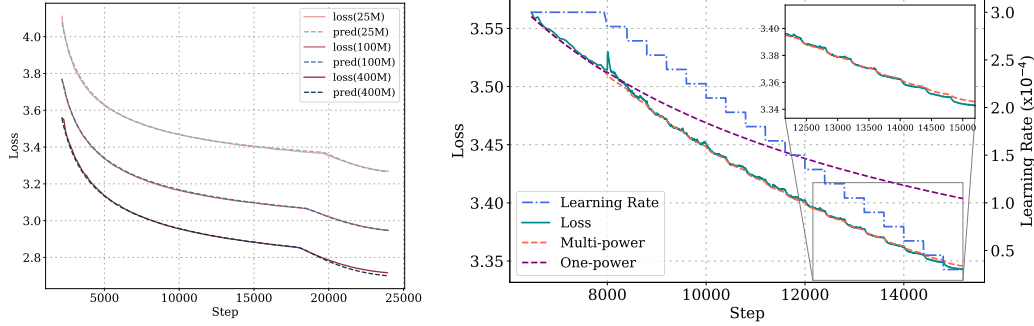 4.0
3.8
3.6
3.4
3.2
3.0
2.8
Loss
5000 10000 15000 20000 25000
Step
loss(25M)
pred(25M)
loss(100M)
pred(100M)
loss(400M)
pred(400M)
3.55
3.50
3.45
3.40
3.35
Loss
8000 10000 12000 14000
Step
3.0
2.5
2.0
1.5
1.0
0.5
Learning Rate (x10⁻⁴)
Learning Rate
Loss
Multi-power
One-power
3.40
3.38
3.36
3.34
12500 13000 13500 14000 14500 15000